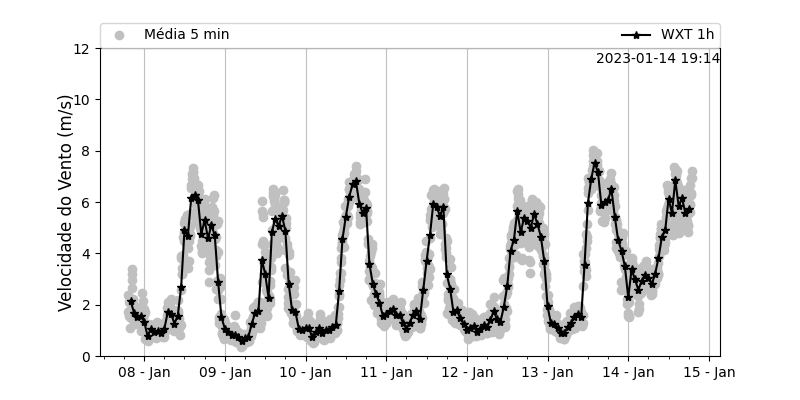 Média 5 min
WXT 1h
2023-01-14 19:14
Velocidade do Vento (m/s)
12
10
8
6
4
2
0
08 - Jan
09 - Jan
10 - Jan
11 - Jan
12 - Jan
13 - Jan
14 - Jan
15 - Jan